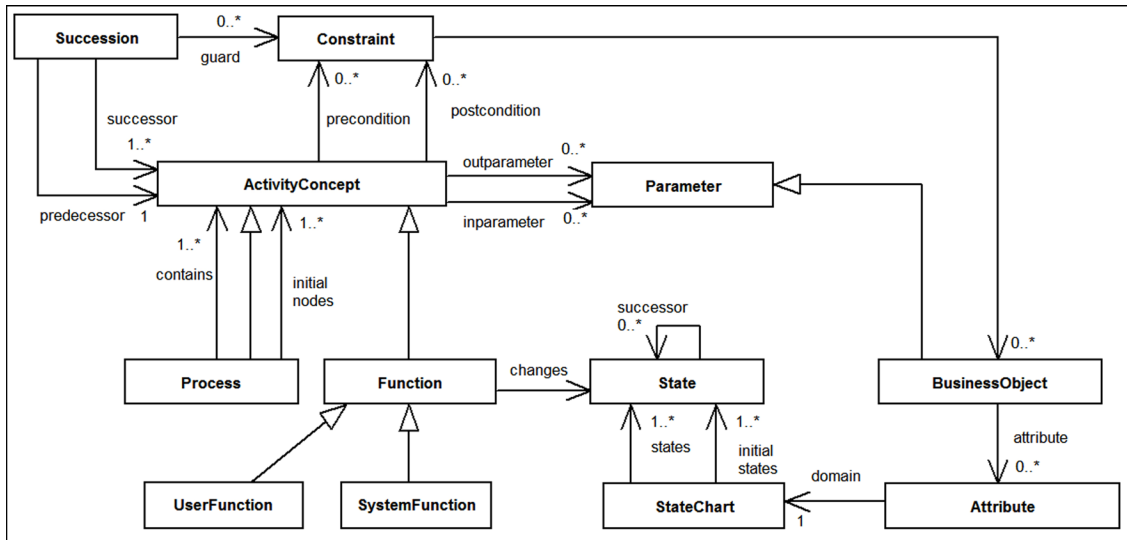 Succession
0..*
guard
Constraint
0..*
0..*
precondition
postcondition
successor
1..*
predecessor
1
ActivityConcept
outparameter
0..*
inparameter
0..*
Parameter
1..*
contains
1..*
initial
nodes
successor
0..*
0..*
Process
Function
changes
State
BusinessObject
1..*
states
1..*
initial
states
attribute
0..*
UserFunction
SystemFunction
StateChart
domain
1
Attribute